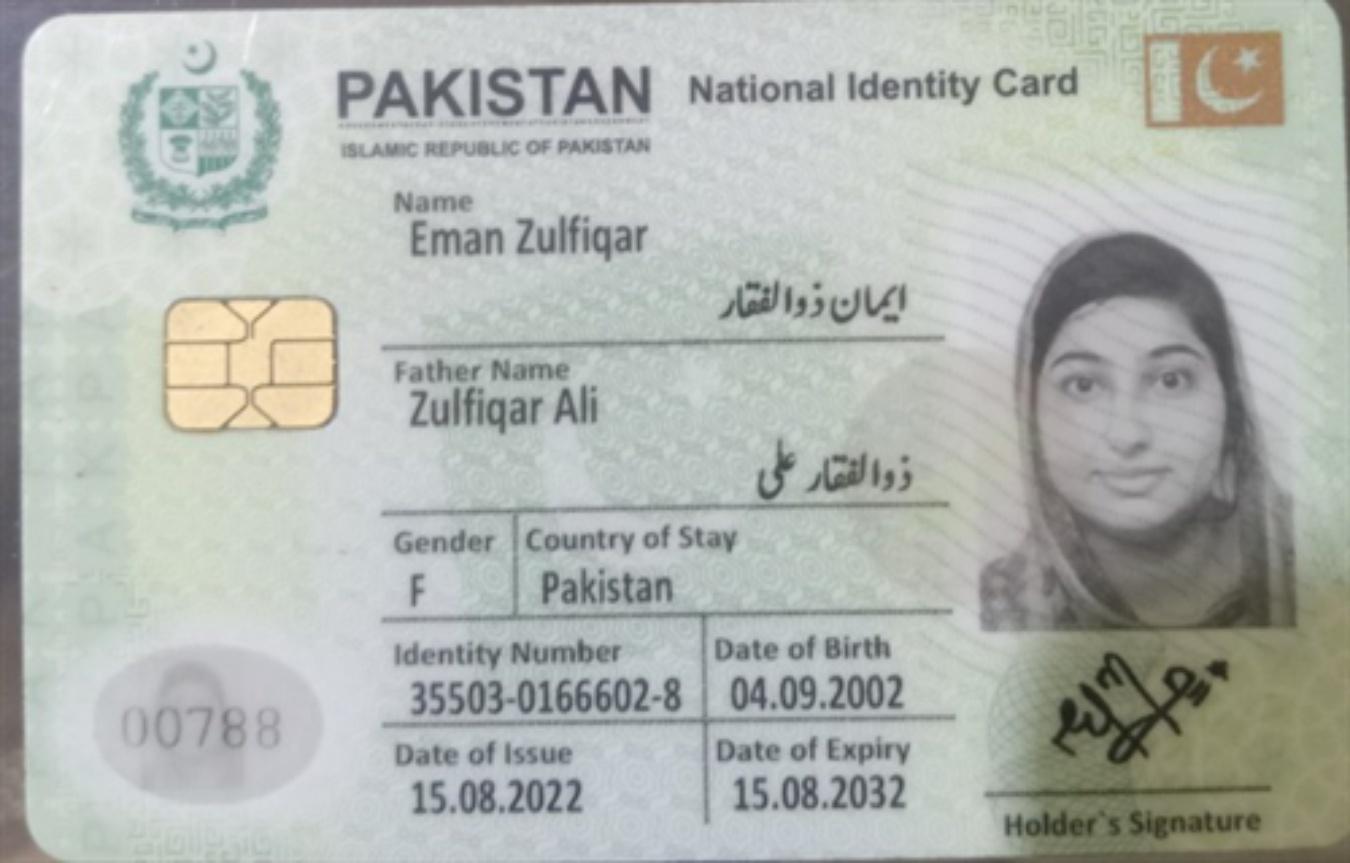 PAKISTAN National Identity Card
ISLAMIC REPUBLIC OF PAKISTAN
Name
Eman Zulfiqar
ایمان ذوالفقار
Father Name
Zulfiqar Ali
ذوالفقار علی
Gender Country of Stay
F Pakistan
Identity Number Date of Birth
35503-0166602-8 04.09.2002
00788
Date of Issue Date of Expiry
15.08.2022 15.08.2032
Holder`s Signature